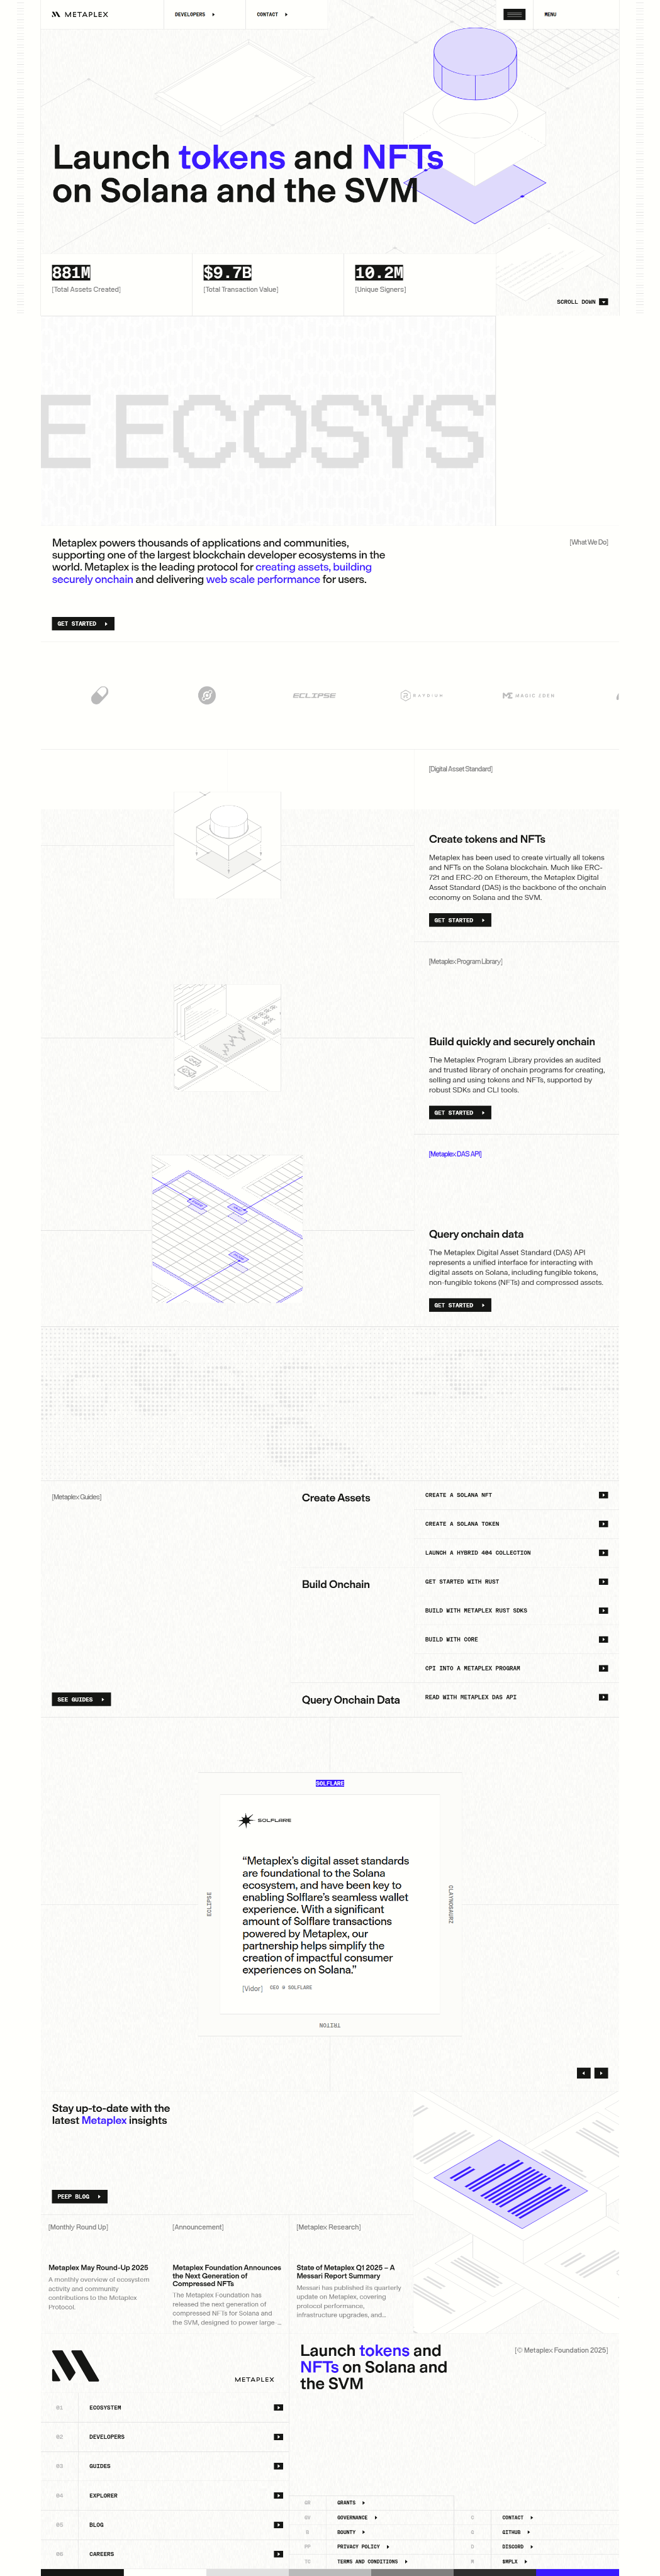 METAPLEX
DEVELOPERS
CONTACT
MENU
Launch tokens and NFTs
on Solana and the SVM
881M
[Total Assets Created]
$9.7B
[Total Transaction Value]
10.2M
[Unique Signers]
SCROLL DOWN
E ECOSYS
Metaplex powers thousands of applications and communities,
supporting one of the largest blockchain developer ecosystems in the
world. Metaplex is the leading protocol for creating assets, building
securely onchain and delivering web scale performance for users.
[What We Do]
GET STARTED
ECLIPSE
RAYDIUM
MAGIC EDEN
[Digital Asset Standard]
Create tokens and NFTs
Metaplex has been used to create virtually all tokens
and NFTs on the Solana blockchain. Much like ERC-
721 and ERC-20 on Ethereum, the Metaplex Digital
Asset Standard (DAS) is the backbone of the onchain
economy on Solana and the SVM.
GET STARTED
[Metaplex Program Library]
Build quickly and securely onchain
The Metaplex Program Library provides an audited
and trusted library of onchain programs for creating,
selling and using tokens and NFTs, supported by
robust SDKs and CLI tools.
GET STARTED
[Metaplex DAS API]
Query onchain data
The Metaplex Digital Asset Standard (DAS) API
represents a unified interface for interacting with
digital assets on Solana, including fungible tokens,
non-fungible tokens (NFTs) and compressed assets.
GET STARTED
[Metaplex Guides]
Create Assets
CREATE A SOLANA NFT
CREATE A SOLANA TOKEN
LAUNCH A HYBRID 404 COLLECTION
Build Onchain
GET STARTED WITH RUST
BUILD WITH METAPLEX RUST SDKS
BUILD WITH CORE
CPI INTO A METAPLEX PROGRAM
SEE GUIDES
Query Onchain Data
READ WITH METAPLEX DAS API
SOLFLARE
SOLFLARE
“Metaplex’s digital asset standards
are foundational to the Solana
ecosystem, and have been key to
enabling Solflare’s seamless wallet
experience. With a significant
amount of Solflare transactions
powered by Metaplex, our
partnership helps simplify the
creation of impactful consumer
experiences on Solana.”
[Vidor]
CEO @ SOLFLARE
ECLIPSE
CLAYNOSAURZ
TRITON
Stay up-to-date with the
latest Metaplex insights
PEEP BLOG
[Monthly Round Up]
Metaplex May Round-Up 2025
A monthly overview of ecosystem
activity and community
contributions to the Metaplex
Protocol.
[Announcement]
Metaplex Foundation Announces
the Next Generation of
Compressed NFTs
The Metaplex Foundation has
released the next generation of
compressed NFTs for Solana and
the SVM, designed to power large ...
[Metaplex Research]
State of Metaplex Q1 2025 – A
Messari Report Summary
Messari has published its quarterly
update on Metaplex, covering
protocol performance,
infrastructure upgrades, and...
METAPLEX
Launch tokens and
NFTs on Solana and
the SVM
[© Metaplex Foundation 2025]
01 ECOSYSTEM
02 DEVELOPERS
03 GUIDES
04 EXPLORER
05 BLOG
06 CAREERS
GRANTS
GOVERNANCE
BOUNTY
PP PRIVACY POLICY
TS TERMS AND CONDITIONS
C CONTACT
G GITHUB
D DISCORD
M $MPLX